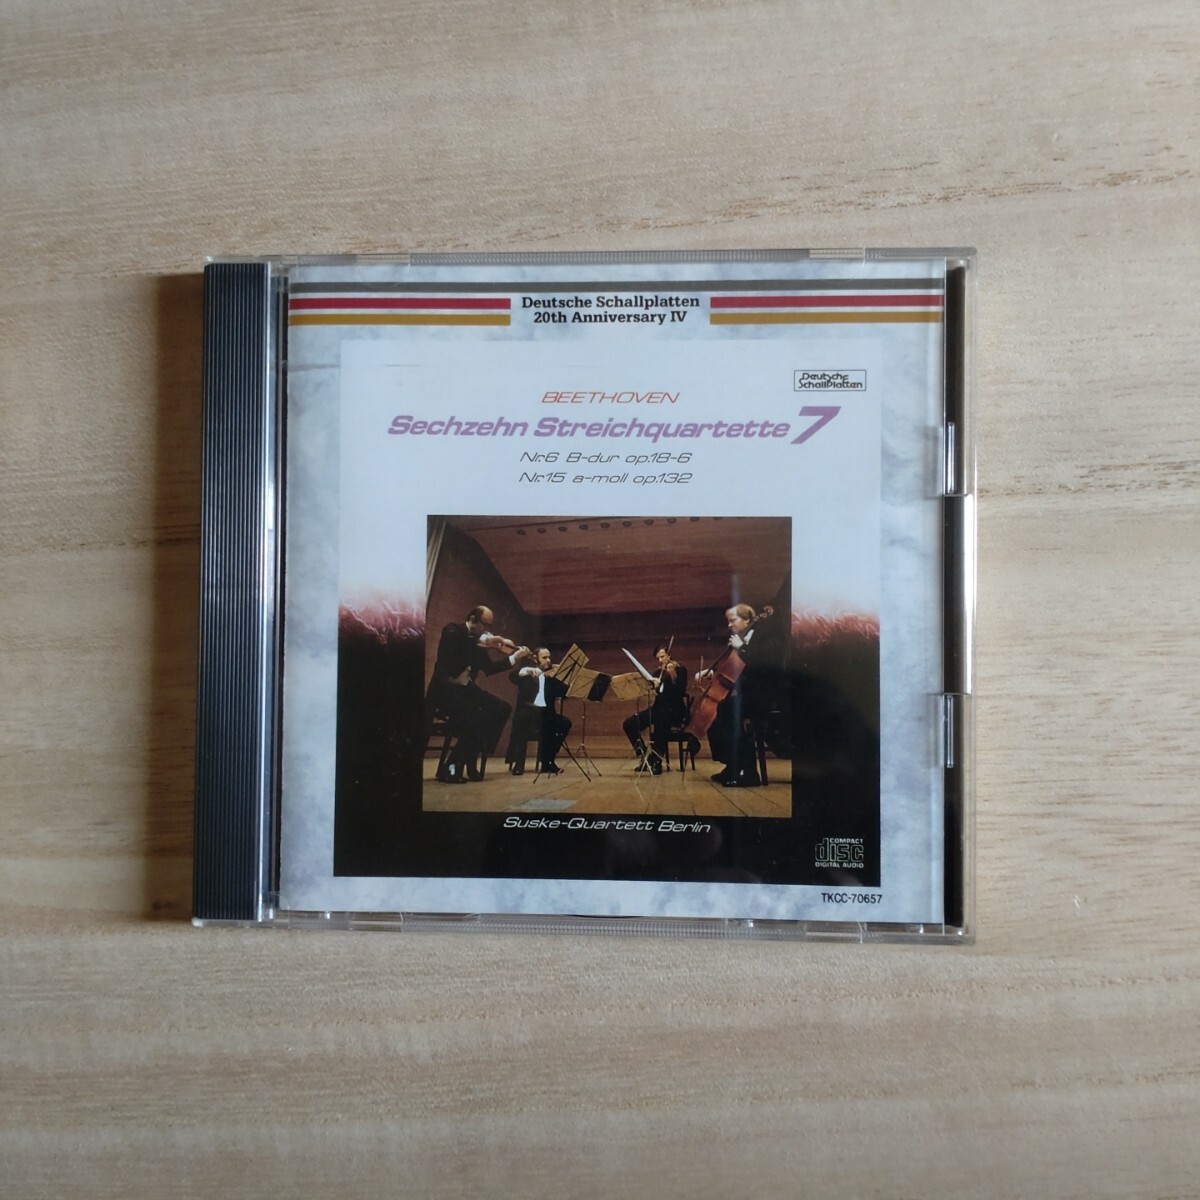 Deutsche Schallplatten
20th Anniversary IV
Deutsche
Schallplatten
BEETHOVEN
Sechzehn Streichquartette 7
Nr.6 B-dur op.18-6
Nr.15 a-moll op.132
Suske-Quartett Berlin
COMPACT
disc
DIGITAL AUDIO
TKCC-70657